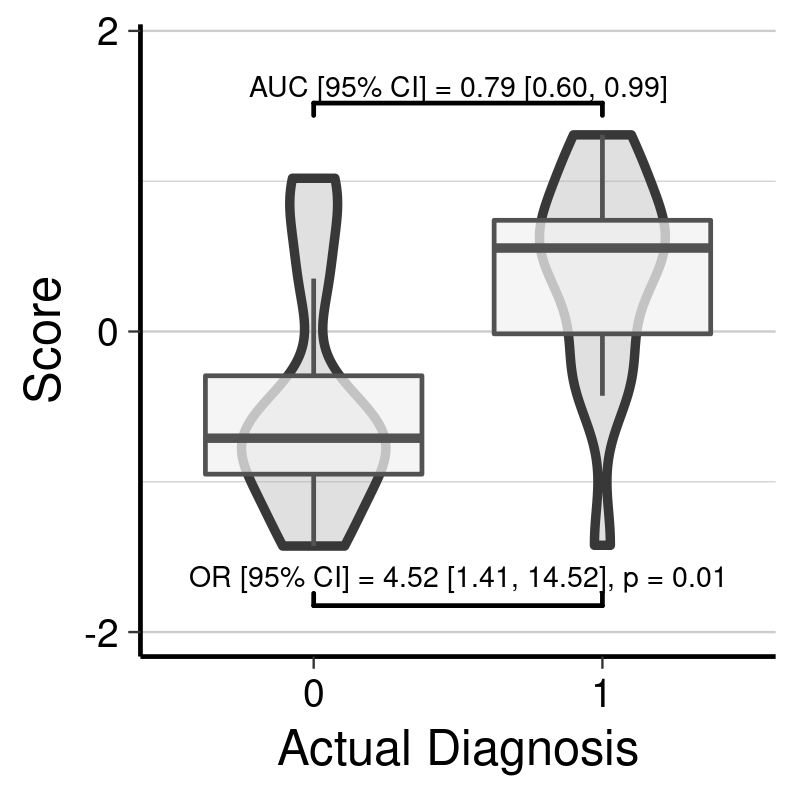 2
AUC [95% CI] = 0.79 [0.60, 0.99]
0
Score
OR [95% CI] = 4.52 [1.41, 14.52], p = 0.01
-2
0 1
Actual Diagnosis